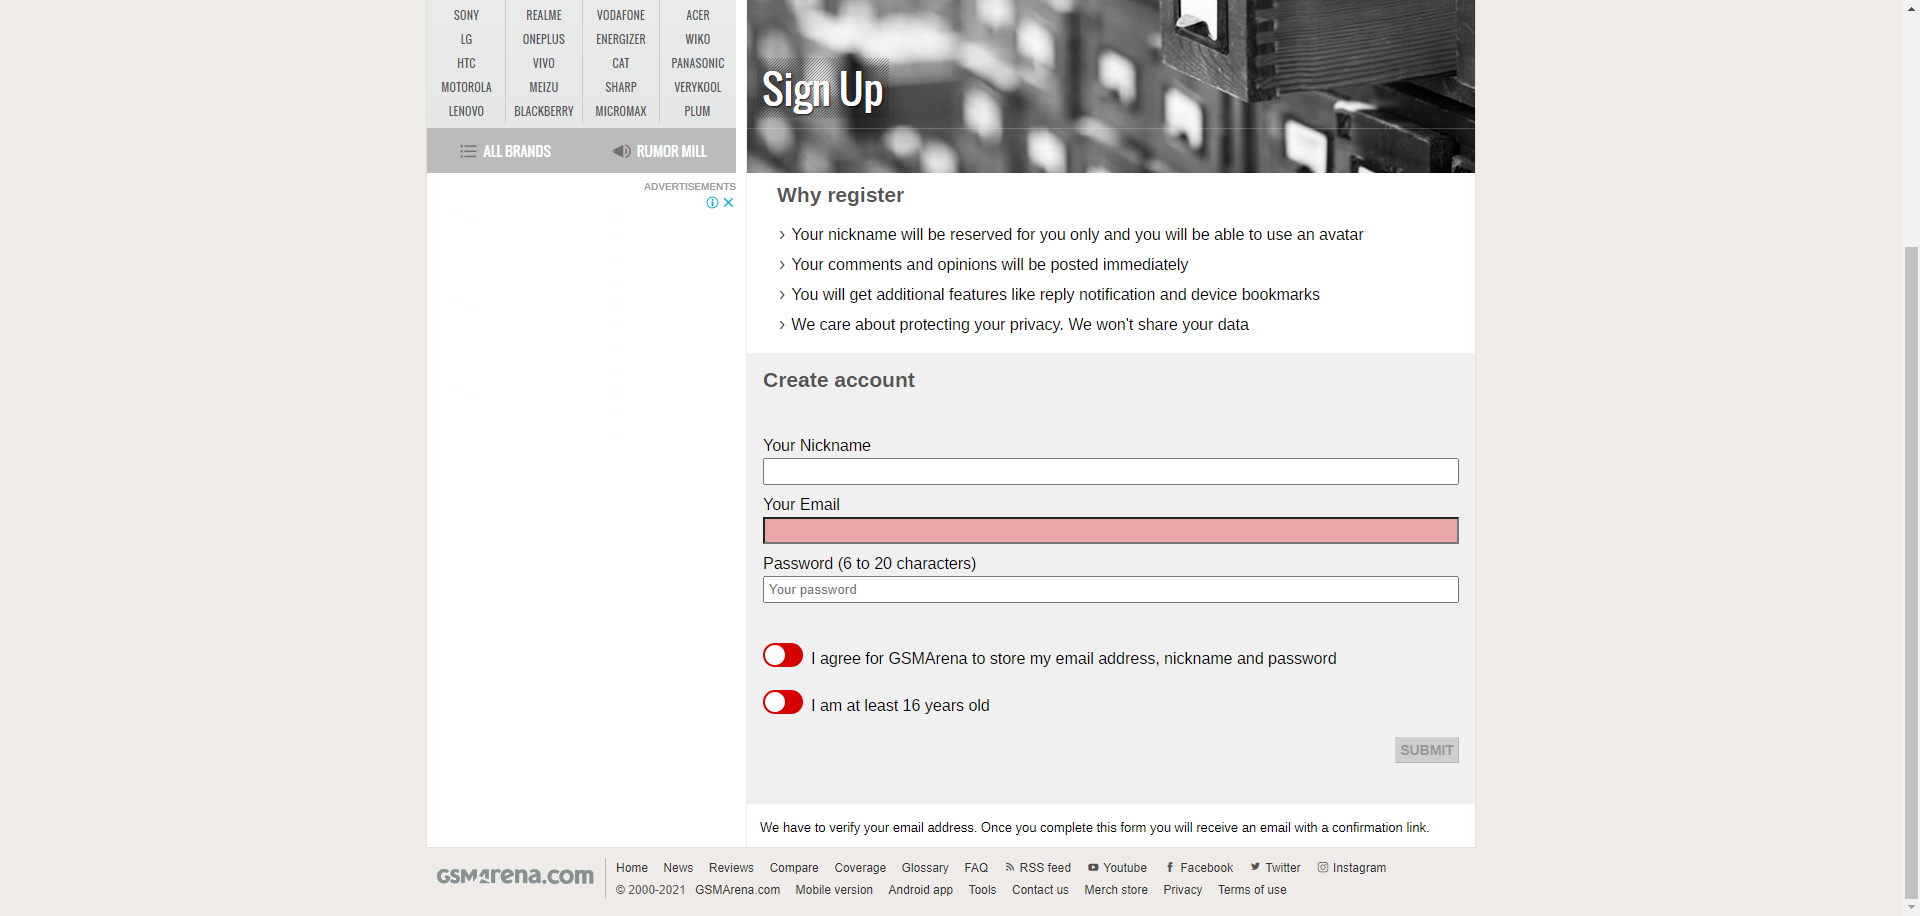 SONY REALME VODAFONE ACER
LG ONEPLUS ENERGIZER WIKO
HTC VIVO CAT PANASONIC
MOTOROLA MEIZU SHARP VERYKOOL
LENOVO BLACKBERRY MICROMAX PLUM
ALL BRANDS RUMOR MILL
ADVERTISEMENTS
Sign Up
Why register
› Your nickname will be reserved for you only and you will be able to use an avatar
› Your comments and opinions will be posted immediately
› You will get additional features like reply notification and device bookmarks
› We care about protecting your privacy. We won't share your data
Create account
Your Nickname
Your Email
Password (6 to 20 characters)
Your password
I agree for GSMArena to store my email address, nickname and password
I am at least 16 years old
SUBMIT
We have to verify your email address. Once you complete this form you will receive an email with a confirmation link.
GSMArena.com
Home News Reviews Compare Coverage Glossary FAQ RSS feed Youtube Facebook Twitter Instagram
© 2000-2021 GSMArena.com Mobile version Android app Tools Contact us Merch store Privacy Terms of use